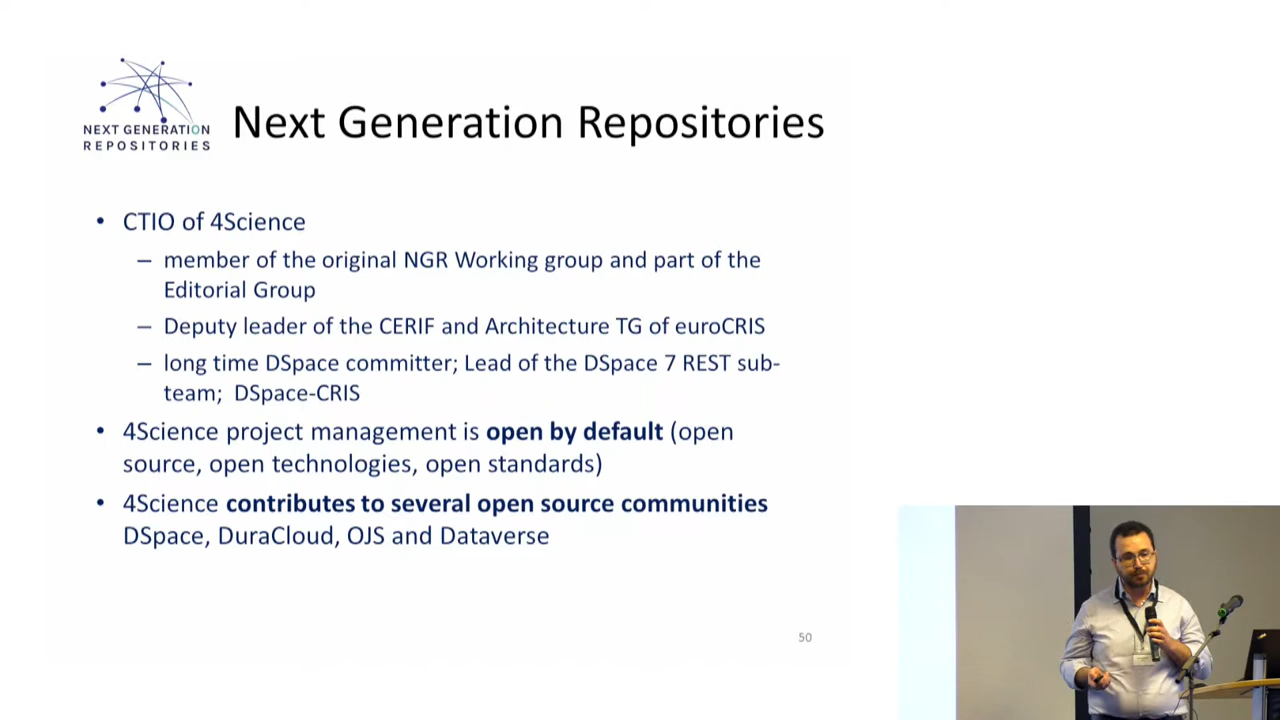 NEXT GENERATION
REPOSITORIES
Next Generation Repositories
• CTIO of 4Science
– member of the original NGR Working group and part of the
Editorial Group
– Deputy leader of the CERIF and Architecture TG of euroCRIS
– long time DSpace committer; Lead of the DSpace 7 REST sub-
team; DSpace-CRIS
• 4Science project management is open by default (open
source, open technologies, open standards)
• 4Science contributes to several open source communities
DSpace, DuraCloud, OJS and Dataverse
50